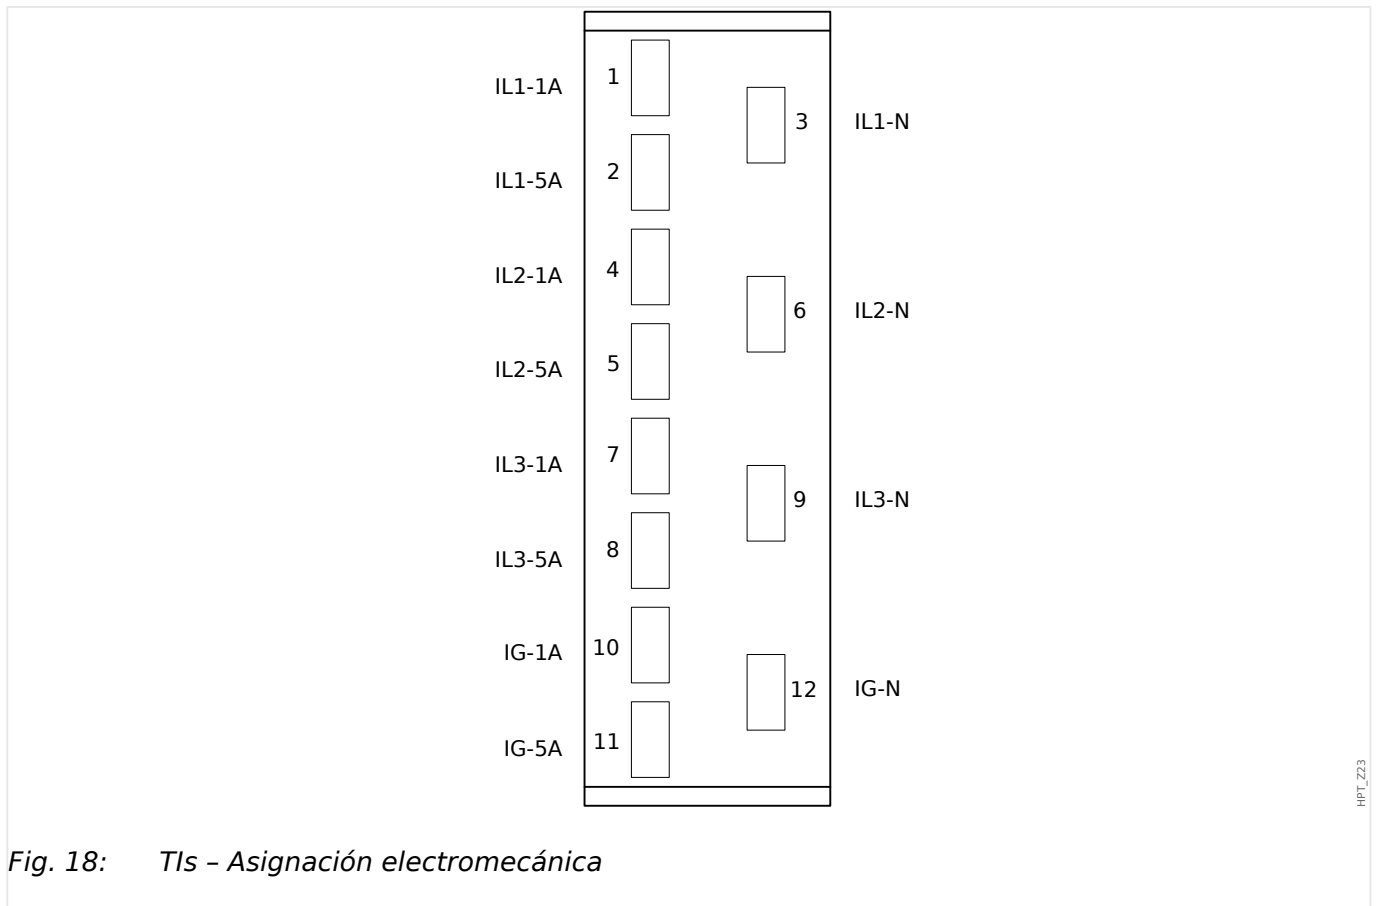 IL1-1A 1
3 IL1-N
IL1-5A 2
IL2-1A 4
6 IL2-N
IL2-5A 5
IL3-1A 7
9 IL3-N
IL3-5A 8
IG-1A 10
12 IG-N
IG-5A 11
HPT_Z23
Fig. 18: TIs – Asignación electromecánica